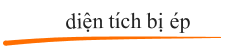 diện tích bị ép